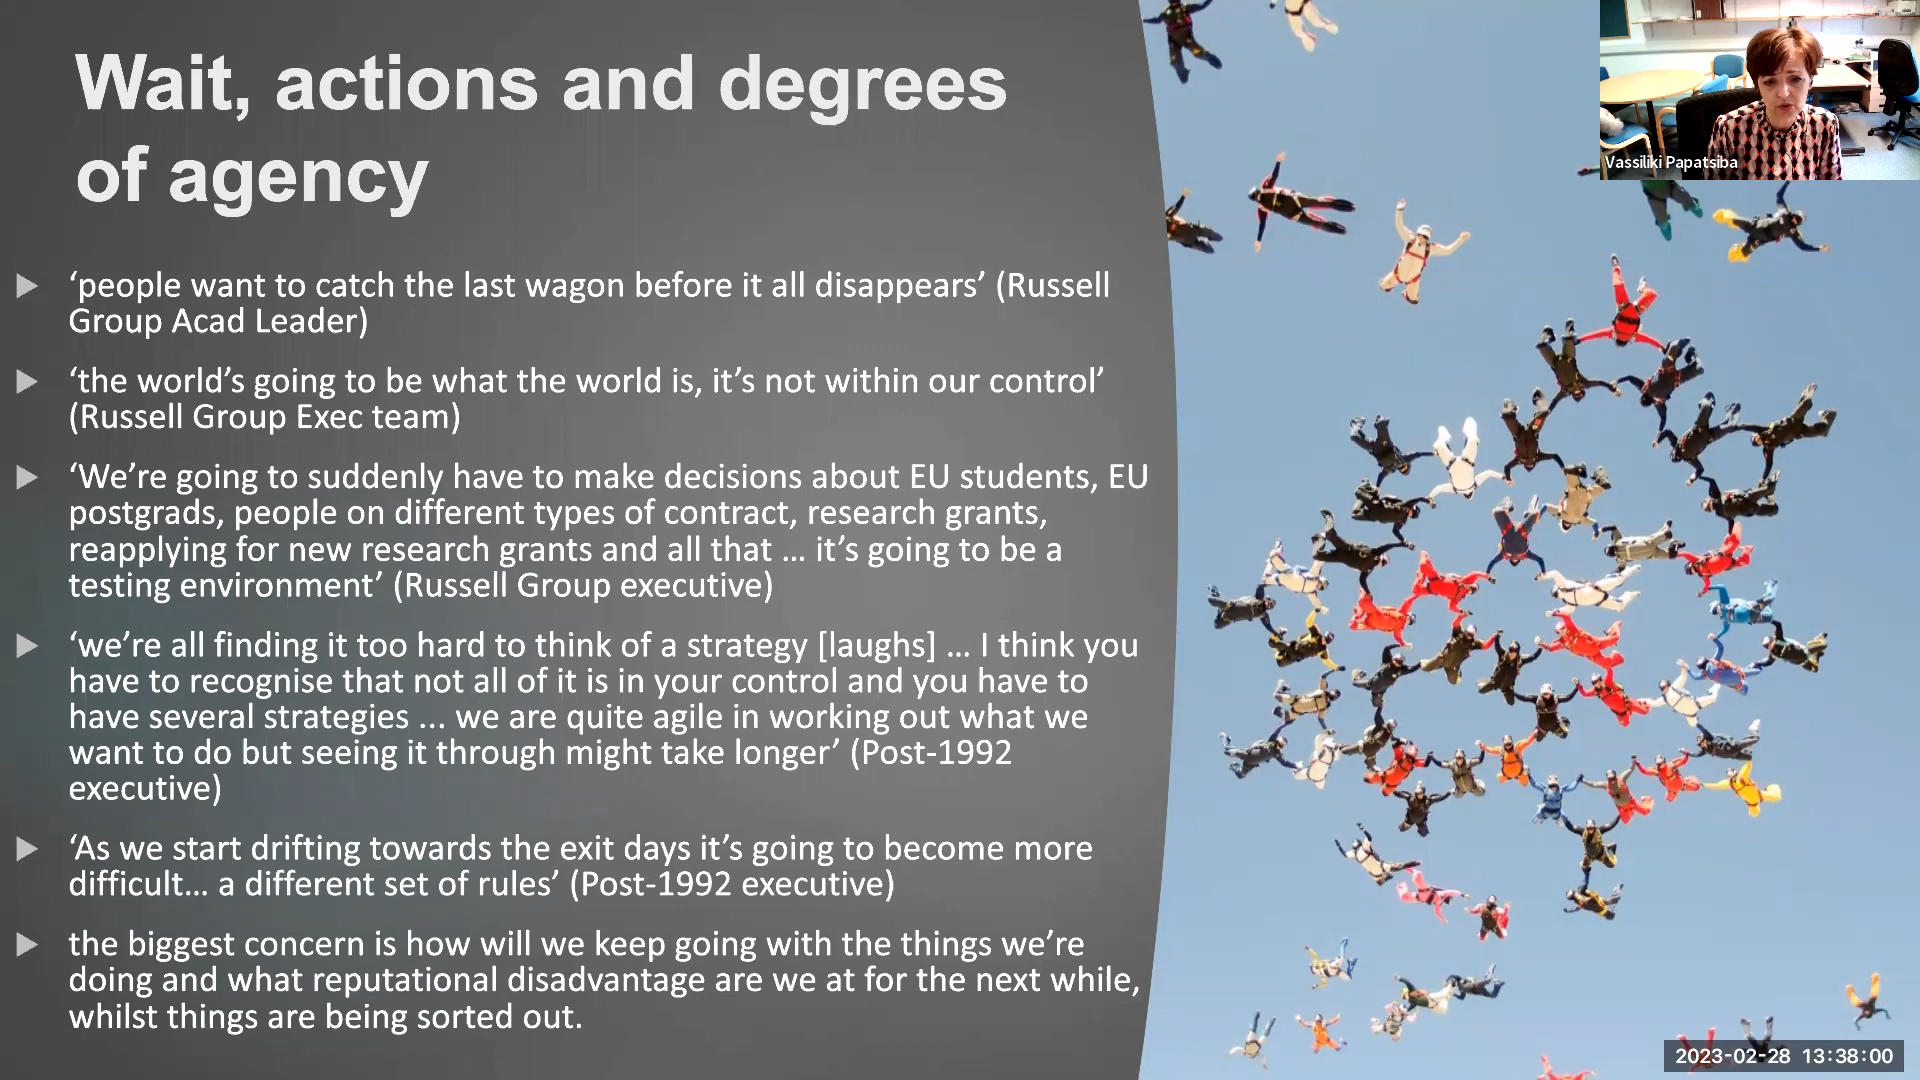 Wait, actions and degrees
of agency
‘people want to catch the last wagon before it all disappears’ (Russell
Group Acad Leader)
‘the world’s going to be what the world is, it’s not within our control’
(Russell Group Exec team)
‘We’re going to suddenly have to make decisions about EU students, EU
postgrads, people on different types of contract, research grants,
reapplying for new research grants and all that … it’s going to be a
testing environment’ (Russell Group executive)
‘we’re all finding it too hard to think of a strategy [laughs] … I think you
have to recognise that not all of it is in your control and you have to
have several strategies ... we are quite agile in working out what we
want to do but seeing it through might take longer’ (Post-1992
executive)
‘As we start drifting towards the exit days it’s going to become more
difficult… a different set of rules’ (Post-1992 executive)
the biggest concern is how will we keep going with the things we’re
doing and what reputational disadvantage are we at for the next while,
whilst things are being sorted out.
Vassiliki Papatsiba
2023-02-28 13:38:00